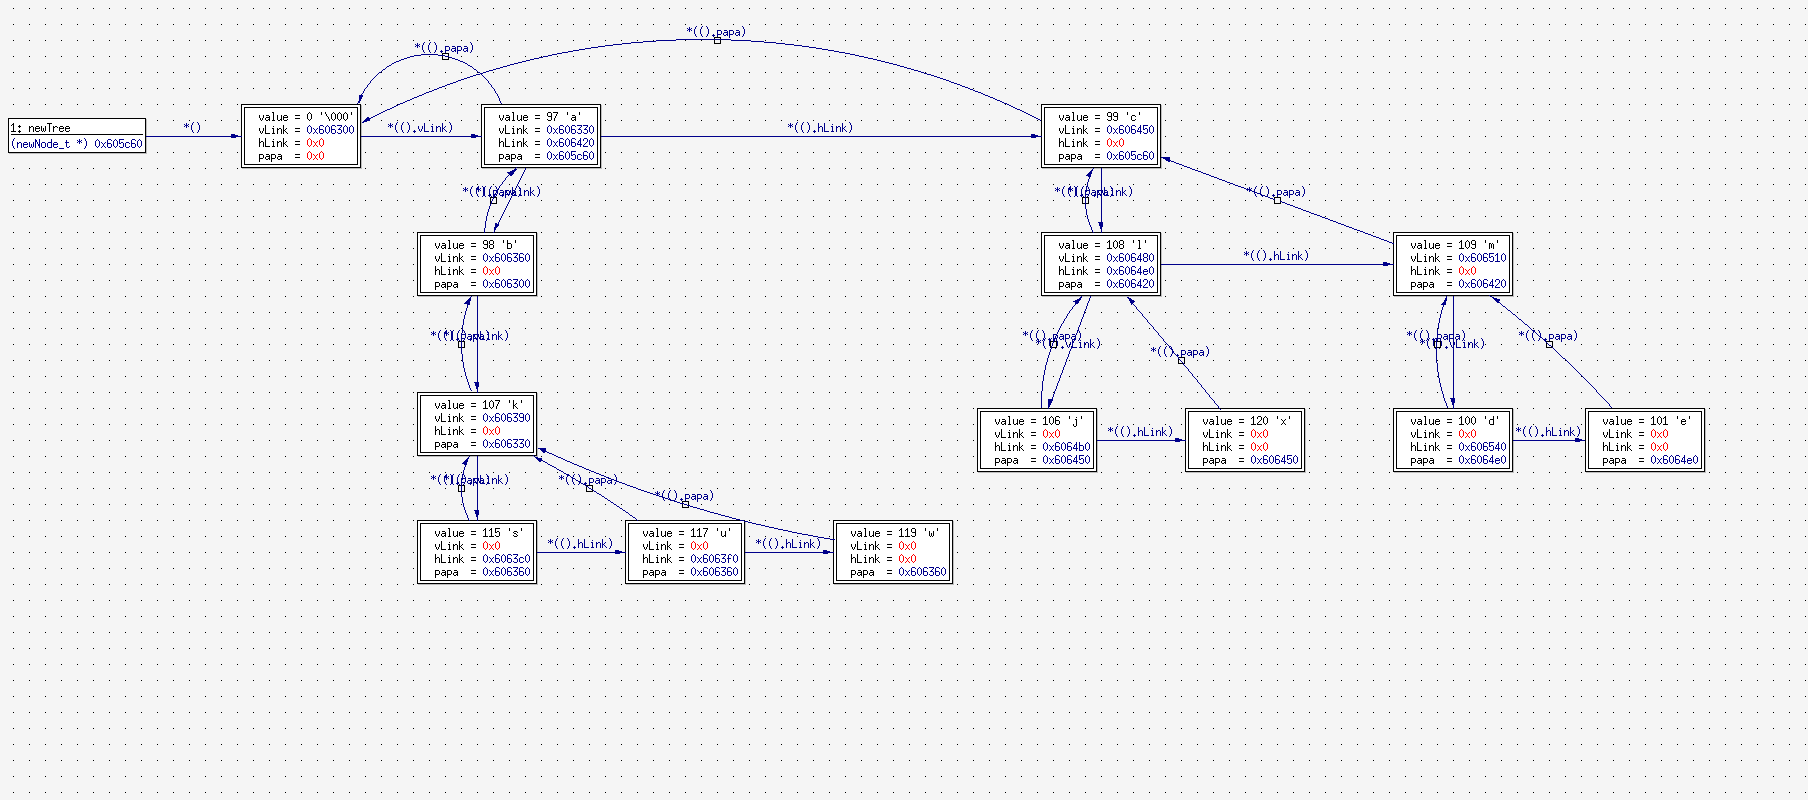 *(().papa)
*(().papa)
1: newTree
(newNode_t *) 0x605c60
*()
value = 0 '\000'
vLink = 0x606300
hLink = 0x0
papa = 0x0
*(().vLink)
value = 97 'a'
vLink = 0x606330
hLink = 0x606420
papa = 0x605c60
*(().hLink)
value = 99 'c'
vLink = 0x606450
hLink = 0x0
papa = 0x605c60
*(().papa)
value = 98 'b'
vLink = 0x606360
hLink = 0x0
papa = 0x606300
value = 108 'l'
vLink = 0x606480
hLink = 0x6064e0
papa = 0x606420
*(().hLink)
value = 109 'm'
vLink = 0x606510
hLink = 0x0
papa = 0x606420
*(().papa)
*(().vLink)
*(().papa)
*(().papa)
*(().vLink)
*(().papa)
value = 107 'k'
vLink = 0x606390
hLink = 0x0
papa = 0x606330
value = 106 'j'
vLink = 0x0
hLink = 0x6064b0
papa = 0x606450
*(().hLink)
value = 120 'x'
vLink = 0x0
hLink = 0x0
papa = 0x606450
value = 100 'd'
vLink = 0x0
hLink = 0x606540
papa = 0x6064e0
*(().hLink)
value = 101 'e'
vLink = 0x0
hLink = 0x0
papa = 0x6064e0
*(().papa)
*(().papa)
value = 115 's'
vLink = 0x0
hLink = 0x6063c0
papa = 0x606360
*(().hLink)
value = 117 'u'
vLink = 0x0
hLink = 0x6063f0
papa = 0x606360
*(().hLink)
value = 119 'w'
vLink = 0x0
hLink = 0x0
papa = 0x606360